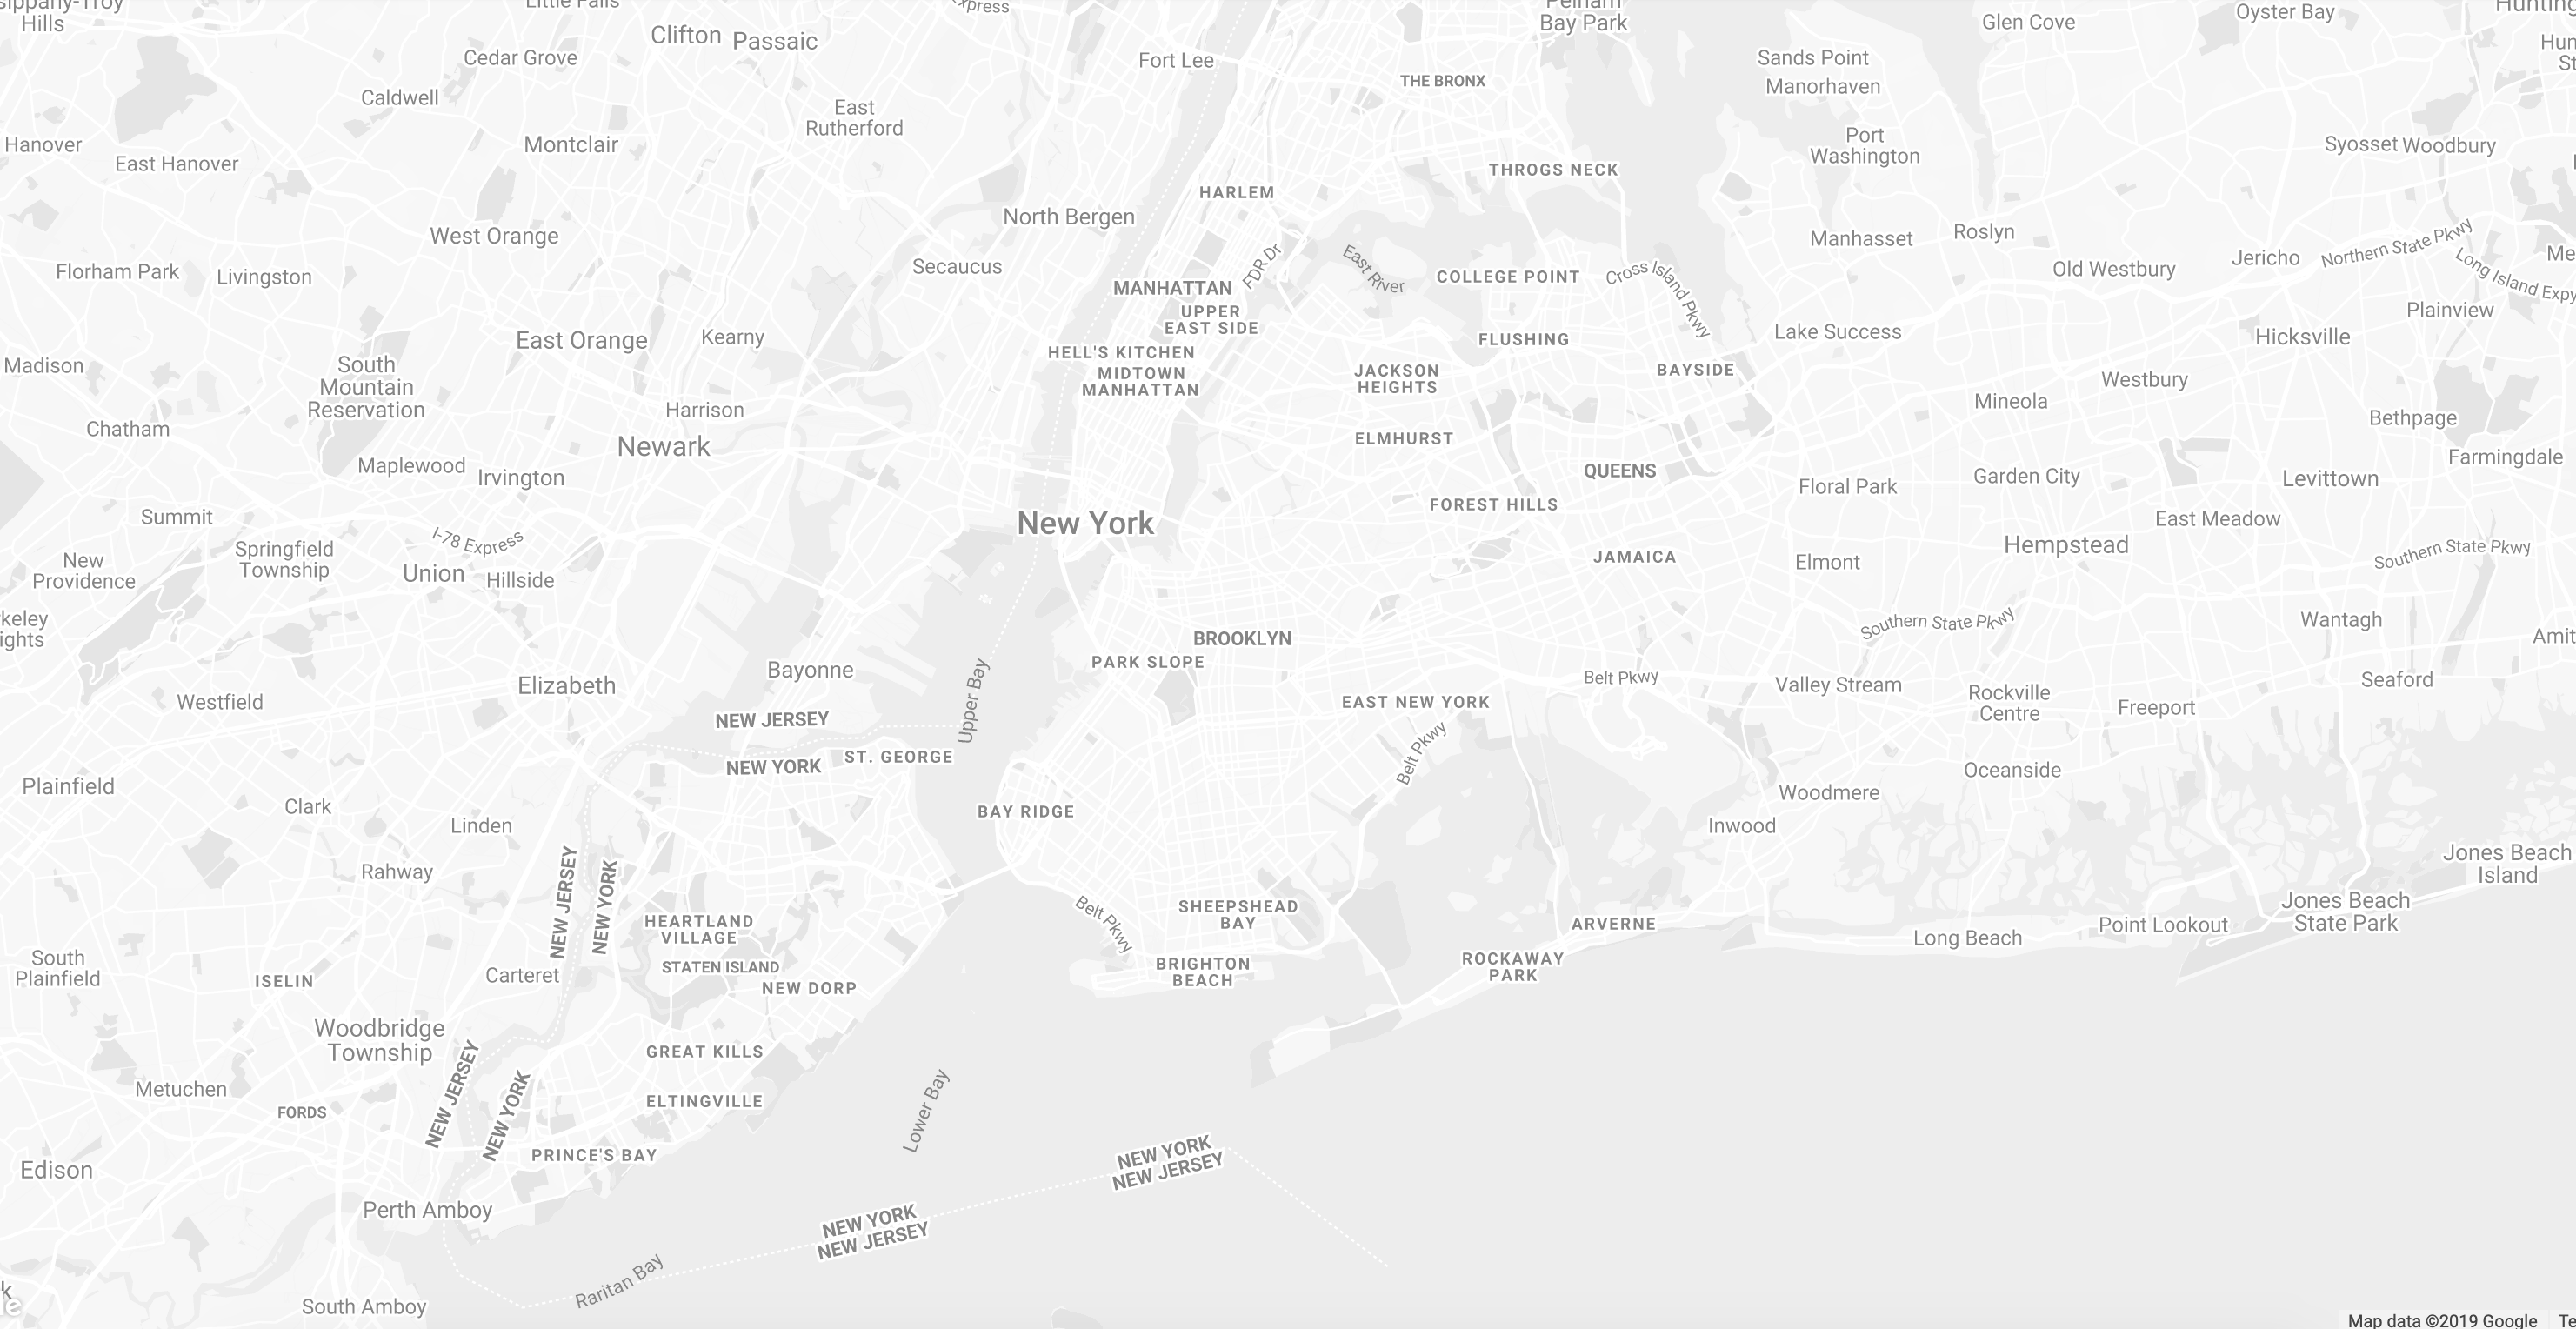 Hills
Little Falls
Clifton
Passaic
Cedar Grove
Fort Lee
Pelham
Bay Park
Glen Cove
Oyster Bay
Sands Point
Manorhaven
THE BRONX
Caldwell
East
Rutherford
Port
Washington
Hanover
East Hanover
Montclair
Syosset
Woodbury
THROGS NECK
HARLEM
North Bergen
West Orange
Manhasset
Roslyn
Northern State Pkwy
Jericho
Old Westbury
Long Island Expy
Florham Park
Livingston
Secaucus
MANHATTAN
FDR Dr
East River
COLLEGE POINT
Cross Island Pkwy
UPPER
EAST SIDE
Plainview
East Orange
Kearny
FLUSHING
Lake Success
Hicksville
HELL'S KITCHEN
MIDTOWN
MANHATTAN
JACKSON
HEIGHTS
BAYSIDE
Madison
South
Mountain
Reservation
Westbury
Mineola
Harrison
Bethpage
Chatham
Newark
ELMHURST
Farmingdale
Maplewood
Irvington
QUEENS
Garden City
Levittown
Floral Park
FOREST HILLS
Summit
New York
East Meadow
I-78 Express
Springfield
Township
New
Providence
Union
Hillside
JAMAICA
Elmont
Hempstead
Southern State Pkwy
keley
ights
BROOKLYN
Southern State Pkwy
Wantagh
Amit
PARK SLOPE
Bayonne
Upper Bay
Elizabeth
Westfield
Belt Pkwy
Valley Stream
Rockville
Centre
Seaford
Freeport
EAST NEW YORK
NEW JERSEY
NEW YORK
ST. GEORGE
Belt Pkwy
Oceanside
Woodmere
Plainfield
Clark
Linden
BAY RIDGE
Inwood
Rahway
NEW JERSEY
NEW YORK
Jones Beach
Island
Jones Beach
State Park
HEARTLAND
VILLAGE
Belt Pkwy
SHEEPSHEAD
BAY
ARVERNE
Point Lookout
Long Beach
South
Plainfield
ISELIN
Carteret
STATEN ISLAND
NEW DORP
BRIGHTON
BEACH
ROCKAWAY
PARK
Woodbridge
Township
GREAT KILLS
NEW JERSEY
NEW YORK
Metuchen
FORDS
ELTINGVILLE
Lower Bay
PRINCE'S BAY
NEW YORK
NEW JERSEY
Edison
Perth Amboy
NEW YORK
NEW JERSEY
Raritan Bay
South Amboy
Map data ©2019 Google